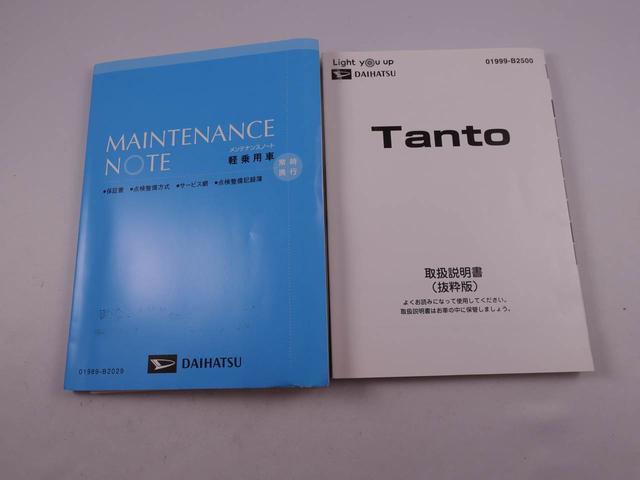 MAINTENANCE
NOTE
メンテナンスノート
軽乗用車
常時
携行
●保証書 ●点検整備方式 ●サービス網 ●点検整備記録簿
DAIHATSU
01989-B2029
Light you up
DAIHATSU
01999-B2500
Tanto
取扱説明書
(抜粋版)
よくお読みになって使用してください。
取扱説明書はお車の中に保管しましょう。